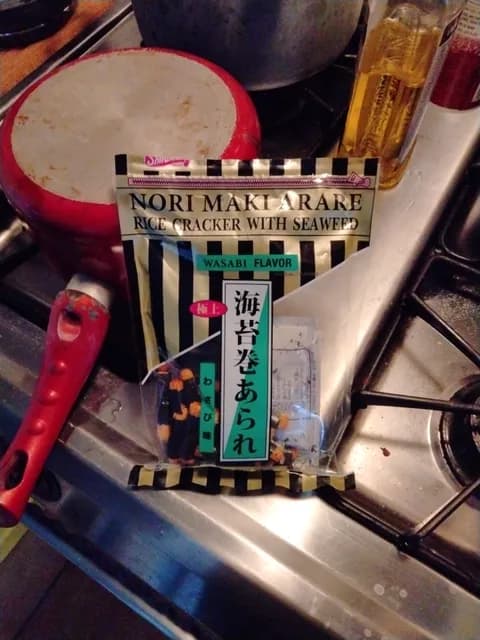 Shirakiku
NORI MAKI ARARE
RICE CRACKER WITH SEAWEED
WASABI FLAVOR
極上
海苔巻あられ
わさび味